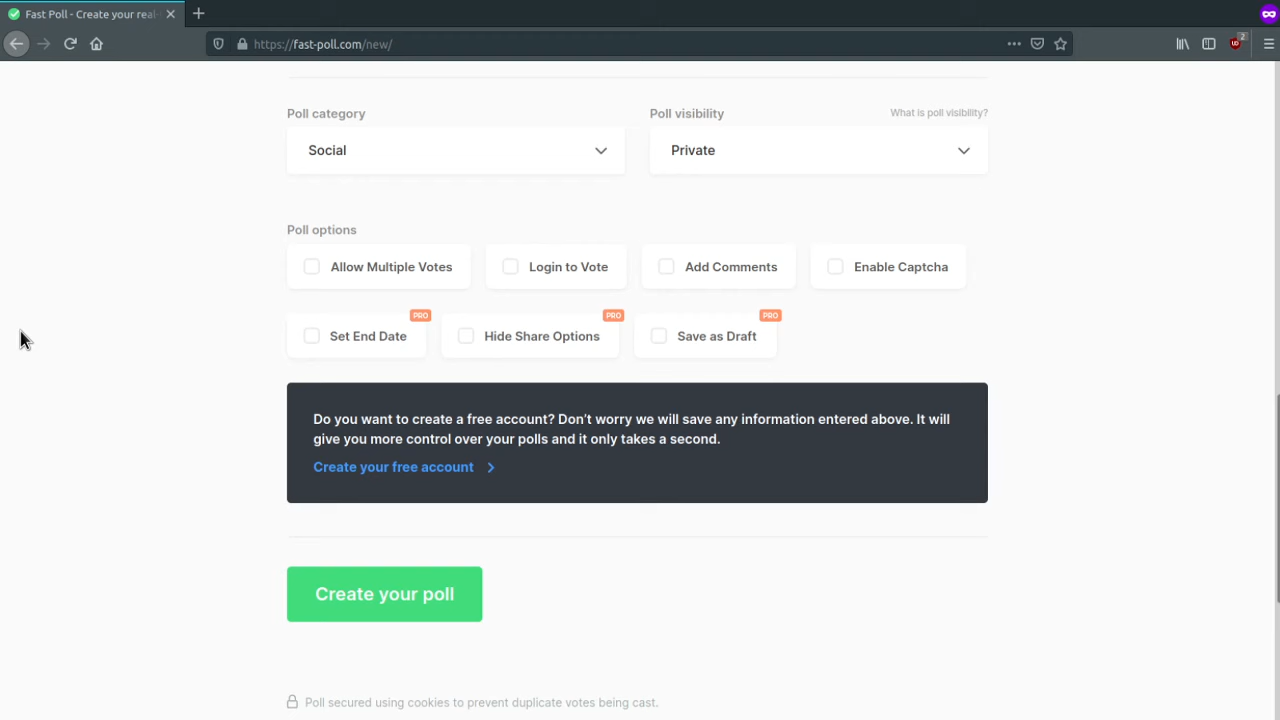 Fast Poll - Create your real-
https://fast-poll.com/new/
2
Poll category
Poll visibility
What is poll visibility?
Social
Private
Poll options
Allow Multiple Votes
Login to Vote
Add Comments
Enable Captcha
PRO
PRO
PRO
Set End Date
Hide Share Options
Save as Draft
Do you want to create a free account? Don't worry we will save any information entered above. It will
give you more control over your polls and it only takes a second.
Create your free account
Create your poll
Poll secured using cookies to prevent duplicate votes being cast.